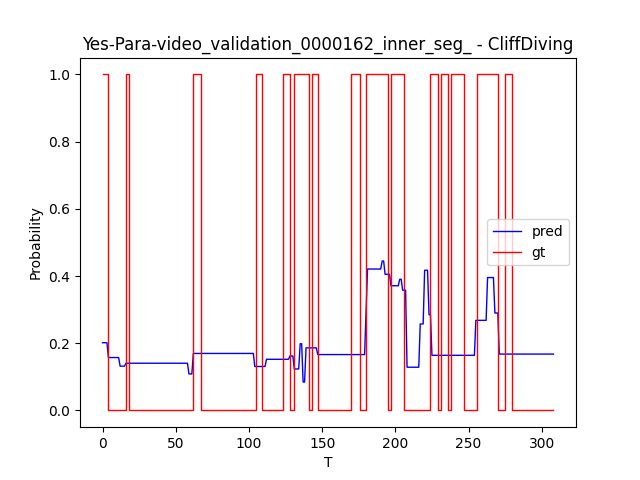 Yes-Para-video_validation_0000162_inner_seg_ - CliffDiving
1.0
0.8
0.6
0.4
0.2
0.0
Probability
pred
gt
0 50 100 150 200 250 300
T